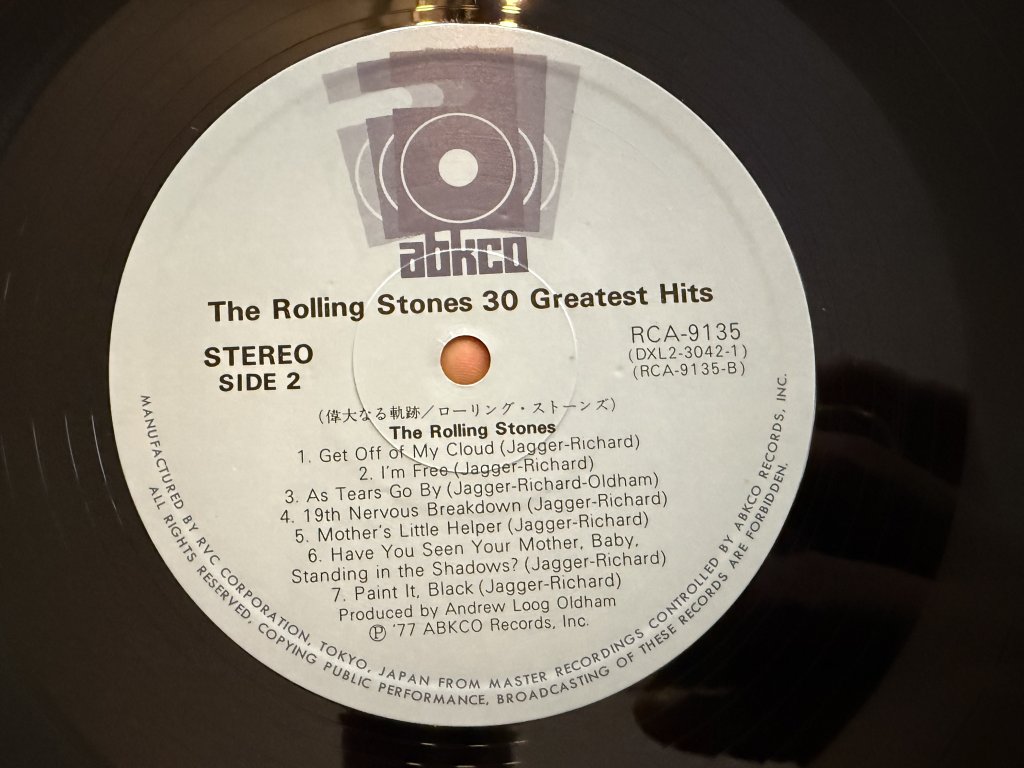 abkco
The Rolling Stones 30 Greatest Hits
STEREO
SIDE 2
RCA-9135
(DXL2-3042-1)
(RCA-9135-B)
(偉大なる軌跡/ローリング・ストーンズ)
The Rolling Stones
1. Get Off of My Cloud (Jagger-Richard)
2. I'm Free (Jagger-Richard)
3. As Tears Go By (Jagger-Richard-Oldham)
4. 19th Nervous Breakdown (Jagger-Richard)
5. Mother's Little Helper (Jagger-Richard)
6. Have You Seen Your Mother, Baby,
Standing in the Shadows? (Jagger-Richard)
7. Paint It, Black (Jagger-Richard)
Produced by Andrew Loog Oldham
Ⓟ '77 ABKCO Records, Inc.
MANUFACTURED BY RVC CORPORATION, TOKYO, JAPAN FROM MASTER RECORDINGS CONTROLLED BY ABKCO RECORDS, INC.
ALL RIGHTS RESERVED. COPYING PUBLIC PERFORMANCE, BROADCASTING OF THESE RECORDS ARE FORBIDDEN.